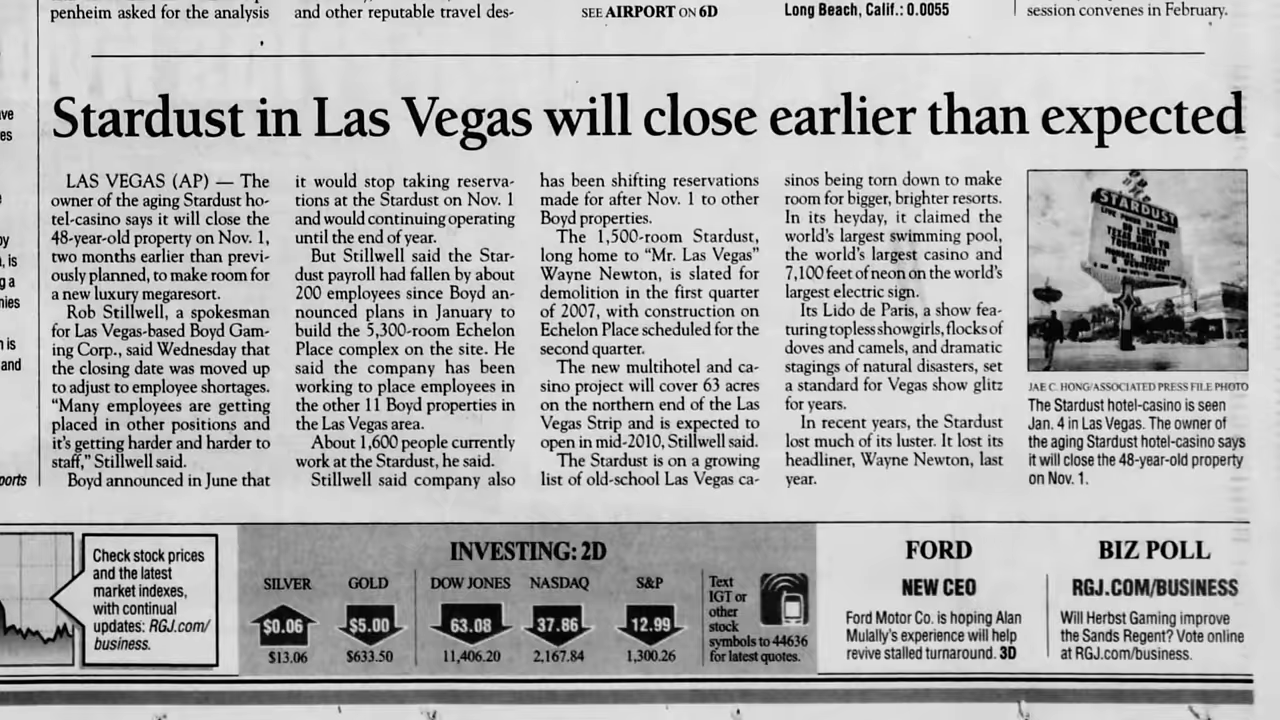 penheim asked for the analysis
and other reputable travel des-
SEE AIRPORT ON 6D
Long Beach, Calif.: 0.0055
session convenes in February.
Stardust in Las Vegas will close earlier than expected
LAS VEGAS (AP) — The
owner of the aging Stardust ho-
tel-casino says it will close the
48-year-old property on Nov. 1,
two months earlier than previ-
ously planned, to make room for
a new luxury megaresort.
Rob Stillwell, a spokesman
for Las Vegas-based Boyd Gam-
ing Corp., said Wednesday that
the closing date was moved up
to adjust to employee shortages.
"Many employees are getting
placed in other positions and
it's getting harder and harder to
staff," Stillwell said.
Boyd announced in June that
it would stop taking reserva-
tions at the Stardust on Nov. 1
and would continuing operating
until the end of year.
But Stillwell said the Star-
dust payroll had fallen by about
200 employees since Boyd an-
nounced plans in January to
build the 5,300-room Echelon
Place complex on the site. He
said the company has been
working to place employees in
the other 11 Boyd properties in
the Las Vegas area.
About 1,600 people currently
work at the Stardust, he said.
Stillwell said company also
has been shifting reservations
made for after Nov. 1 to other
Boyd properties.
The 1,500-room Stardust,
long home to "Mr. Las Vegas"
Wayne Newton, is slated for
demolition in the first quarter
of 2007, with construction on
Echelon Place scheduled for the
second quarter.
The new multihotel and ca-
sino project will cover 63 acres
on the northern end of the Las
Vegas Strip and is expected to
open in mid-2010, Stillwell said.
The Stardust is on a growing
list of old-school Las Vegas ca-
sinos being torn down to make
room for bigger, brighter resorts.
In its heyday, it claimed the
world's largest swimming pool,
the world's largest casino and
7,100 feet of neon on the world's
largest electric sign.
Its Lido de Paris, a show fea-
turing topless showgirls, flocks of
doves and camels, and dramatic
stagings of natural disasters, set
a standard for Vegas show glitz
for years.
In recent years, the Stardust
lost much of its luster. It lost its
headliner, Wayne Newton, last
year.
STARDUST
JAE C. HONG/ASSOCIATED PRESS FILE PHOTO
The Stardust hotel-casino is seen
Jan. 4 in Las Vegas. The owner of
the aging Stardust hotel-casino says
it will close the 48-year-old property
on Nov. 1.
Check stock prices
and the latest
market indexes,
with continual
updates: RGJ.com/
business.
INVESTING: 2D
SILVER GOLD DOW JONES NASDAQ S&P
$0.06 $5.00 63.08 37.86 12.99
$13.06 $633.50 11,406.20 2,167.84 1,300.26
Text
IGT or
other
stock
symbols to 44636
for latest quotes.
FORD
NEW CEO
Ford Motor Co. is hoping Alan
Mulally's experience will help
revive stalled turnaround. 3D
BIZ POLL
RGJ.COM/BUSINESS
Will Herbst Gaming improve
the Sands Regent? Vote online
at RGJ.com/business.